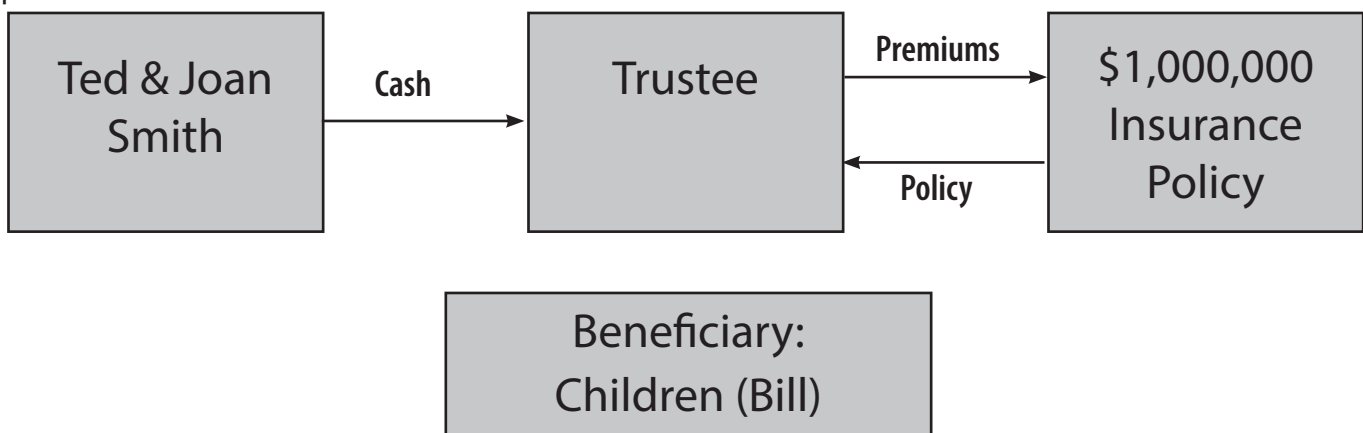 Ted & Joan
Smith
Cash
Trustee
Premiums
Policy
$1,000,000
Insurance
Policy
Beneficiary:
Children (Bill)